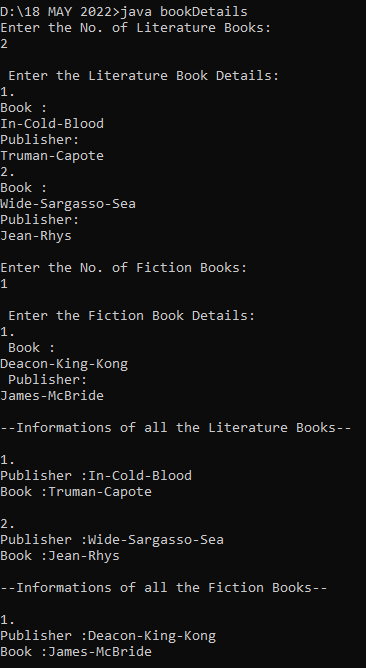 D:\18 MAY 2022>java bookDetails
Enter the No. of Literature Books:
2
Enter the Literature Book Details:
1.
Book :
In-Cold-Blood
Publisher:
Truman-Capote
2.
Book :
Wide-Sargasso-Sea
Publisher:
Jean-Rhys
Enter the No. of Fiction Books:
1
Enter the Fiction Book Details:
1.
Book :
Deacon-King-Kong
Publisher:
James-McBride
--Informations of all the Literature Books--
1.
Publisher :In-Cold-Blood
Book :Truman-Capote
2.
Publisher :Wide-Sargasso-Sea
Book :Jean-Rhys
--Informations of all the Fiction Books--
1.
Publisher :Deacon-King-Kong
Book :James-McBride